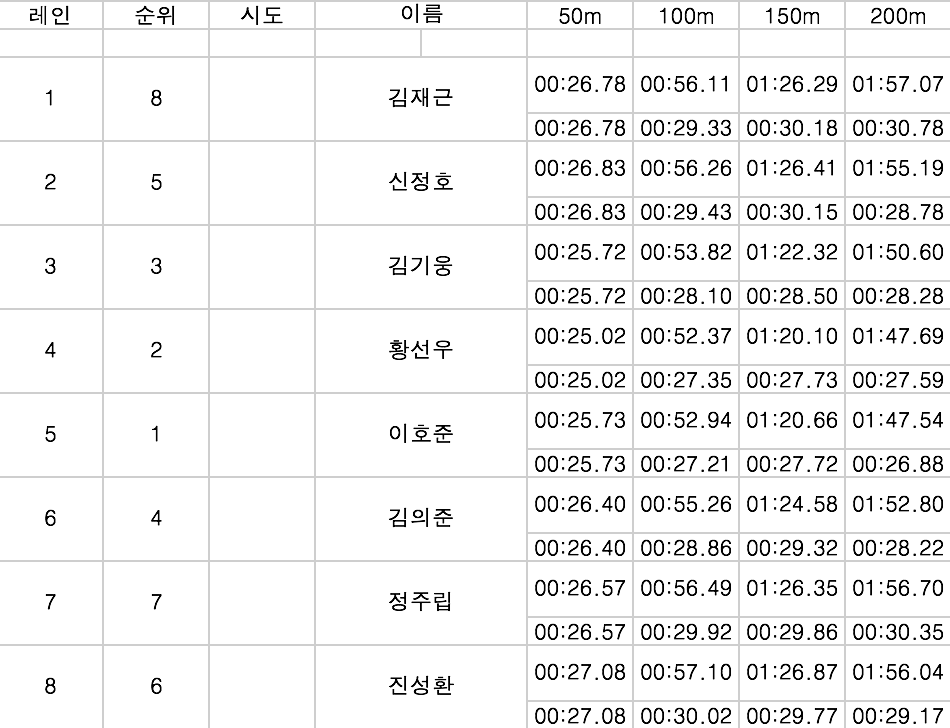 레인 순위 시도 이름 50m 100m 150m 200m
00:26.78 00:56.11 01:26.29 01:57.07
1 8 김재근
00:26.78 00:29.33 00:30.18 00:30.78
00:26.83 00:56.26 01:26.41 01:55.19
2 5 신정호
00:26.83 00:29.43 00:30.15 00:28.78
00:25.72 00:53.82 01:22.32 01:50.60
3 3 김기웅
00:25.72 00:28.10 00:28.50 00:28.28
00:25.02 00:52.37 01:20.10 01:47.69
4 2 황선우
00:25.02 00:27.35 00:27.73 00:27.59
00:25.73 00:52.94 01:20.66 01:47.54
5 1 이호준
00:25.73 00:27.21 00:27.72 00:26.88
00:26.40 00:55.26 01:24.58 01:52.80
6 4 김의준
00:26.40 00:28.86 00:29.32 00:28.22
00:26.57 00:56.49 01:26.35 01:56.70
7 7 정주립
00:26.57 00:29.92 00:29.86 00:30.35
00:27.08 00:57.10 01:26.87 01:56.04
8 6 진성환
00:27.08 00:30.02 00:29.77 00:29.17